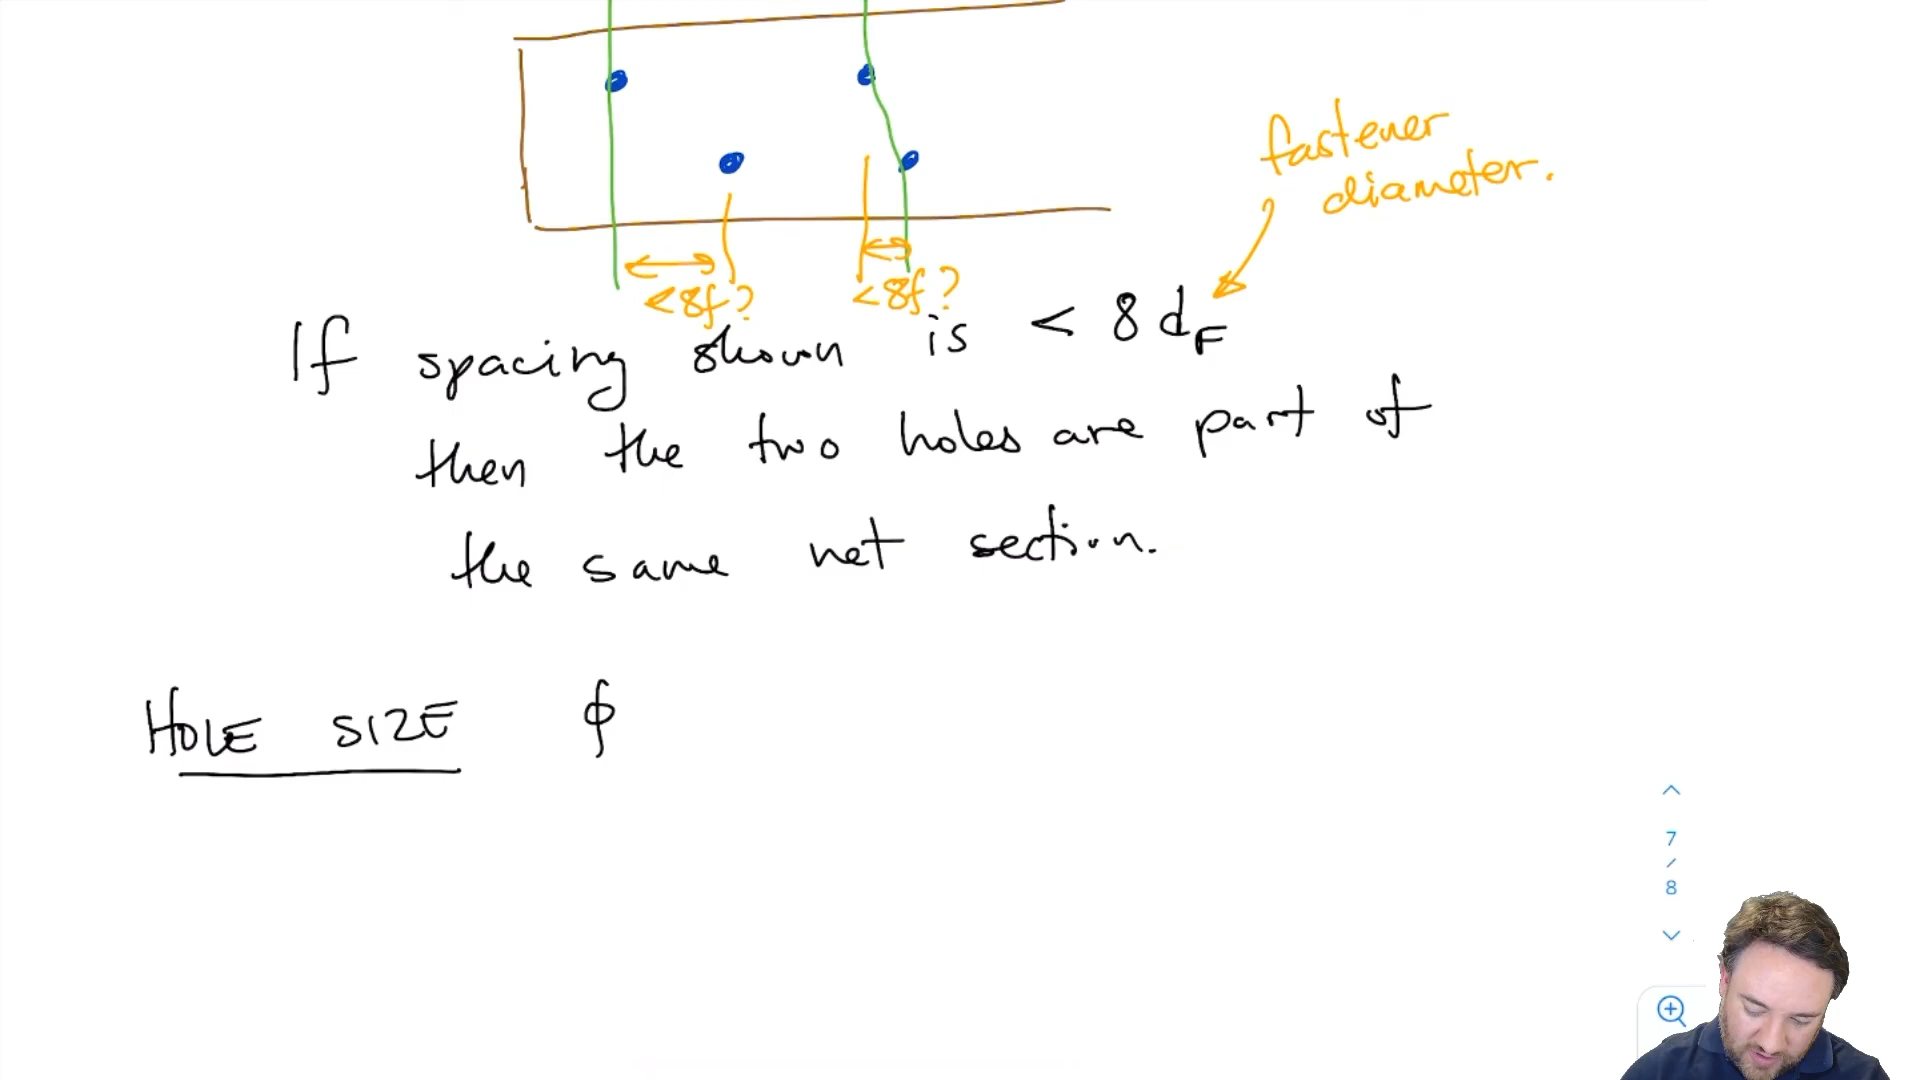 fastener
diameter.
<8f?
<8f?
If spacing shown is < 8 dF
then the two holes are part of
the same net section.
HOLE SIZE ϕ
7
/
8